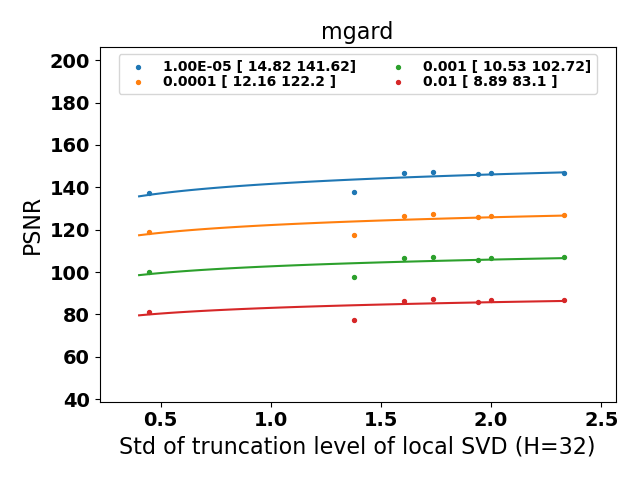 mgard
1.00E-05 [ 14.82 141.62]
0.0001 [ 12.16 122.2 ]
0.001 [ 10.53 102.72]
0.01 [ 8.89 83.1 ]
PSNR
200
180
160
140
120
100
80
60
40
0.5 1.0 1.5 2.0 2.5
Std of truncation level of local SVD (H=32)